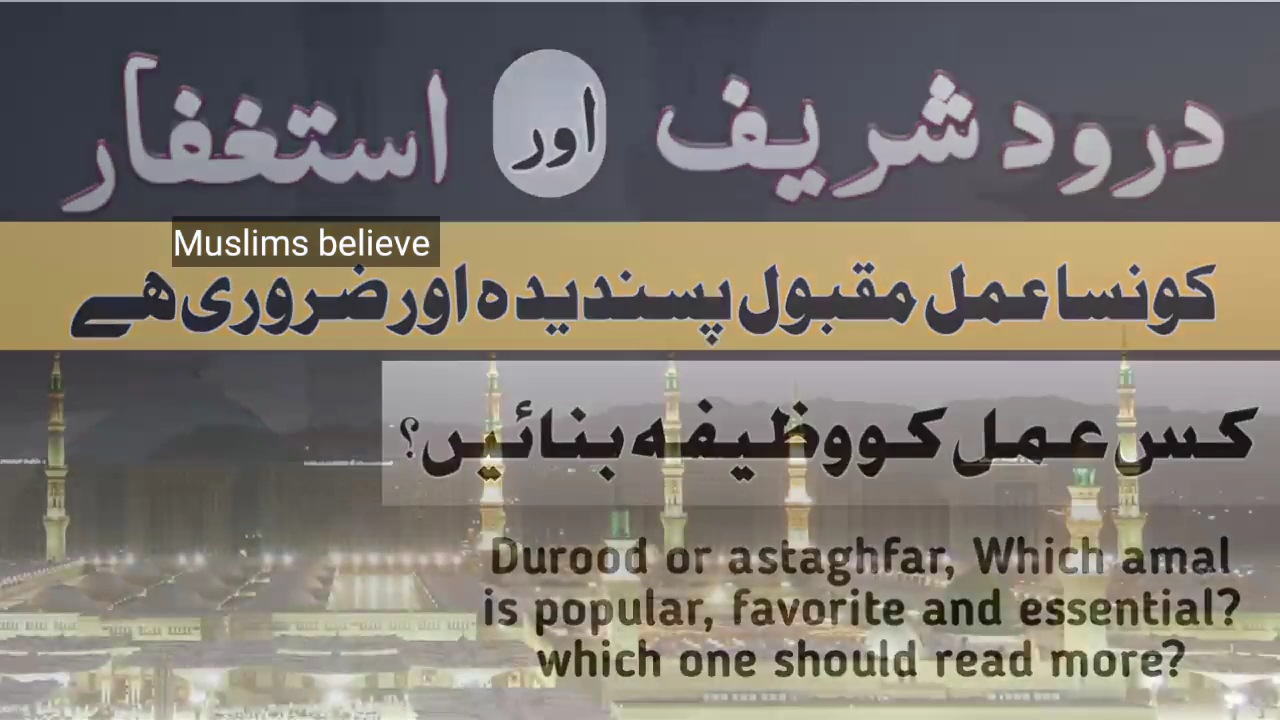 درود شریف اور استغفار
Muslims believe
کونسا عمل مقبول پسندیدہ اور ضروری ھے
کس عمل کو وظیفہ بنائیں؟
Durood or astaghfar, Which amal
is popular, favorite and essential?
which one should read more?